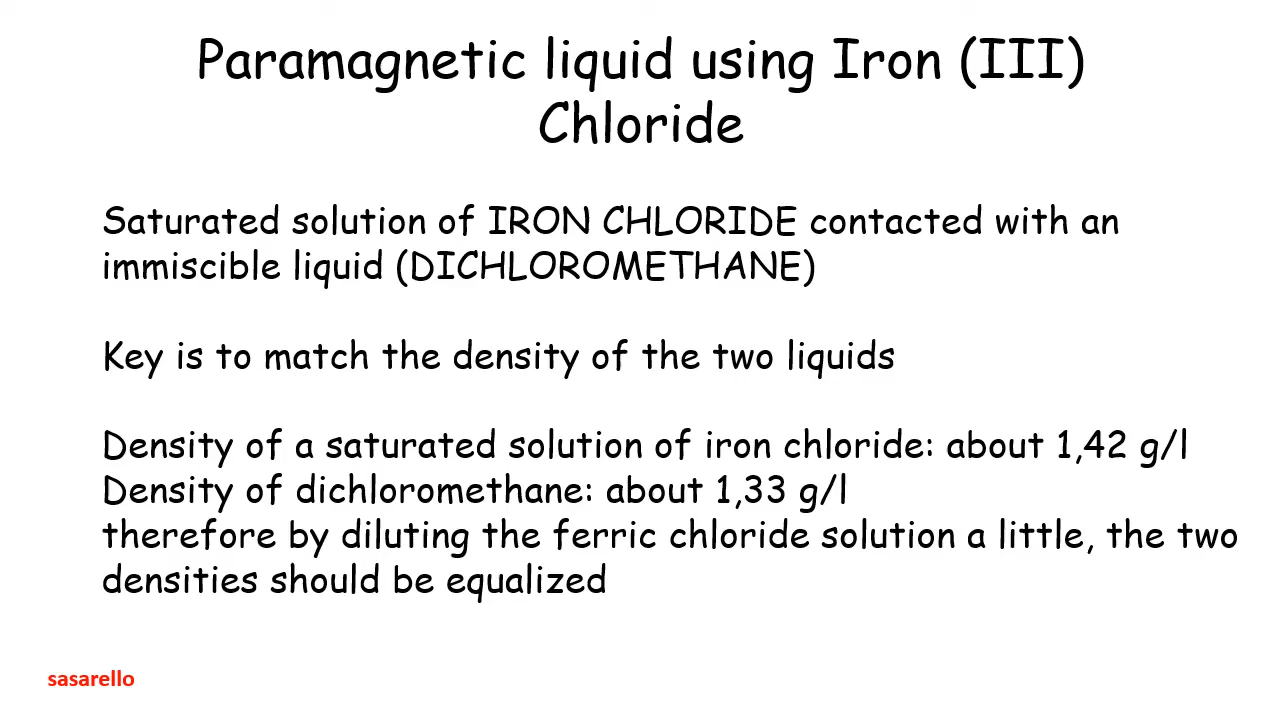 Paramagnetic liquid using Iron (III)
Chloride
Saturated solution of IRON CHLORIDE contacted with an
immiscible liquid (DICHLOROMETHANE)
Key is to match the density of the two liquids
Density of a saturated solution of iron chloride: about 1,42 g/l
Density of dichloromethane: about 1,33 g/l
therefore by diluting the ferric chloride solution a little, the two
densities should be equalized
sasarello